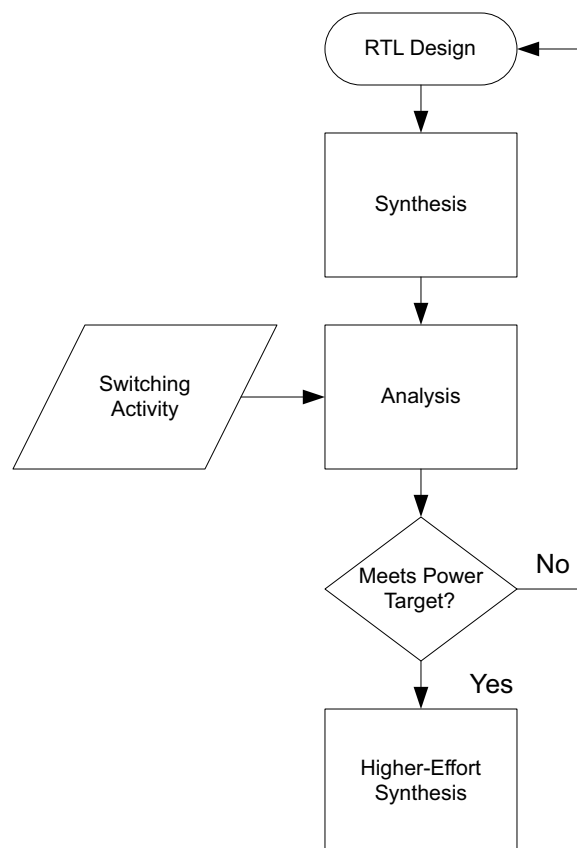 RTL Design
Synthesis
Switching
Activity
Analysis
Meets Power
Target?
No
Yes
Higher-Effort
Synthesis